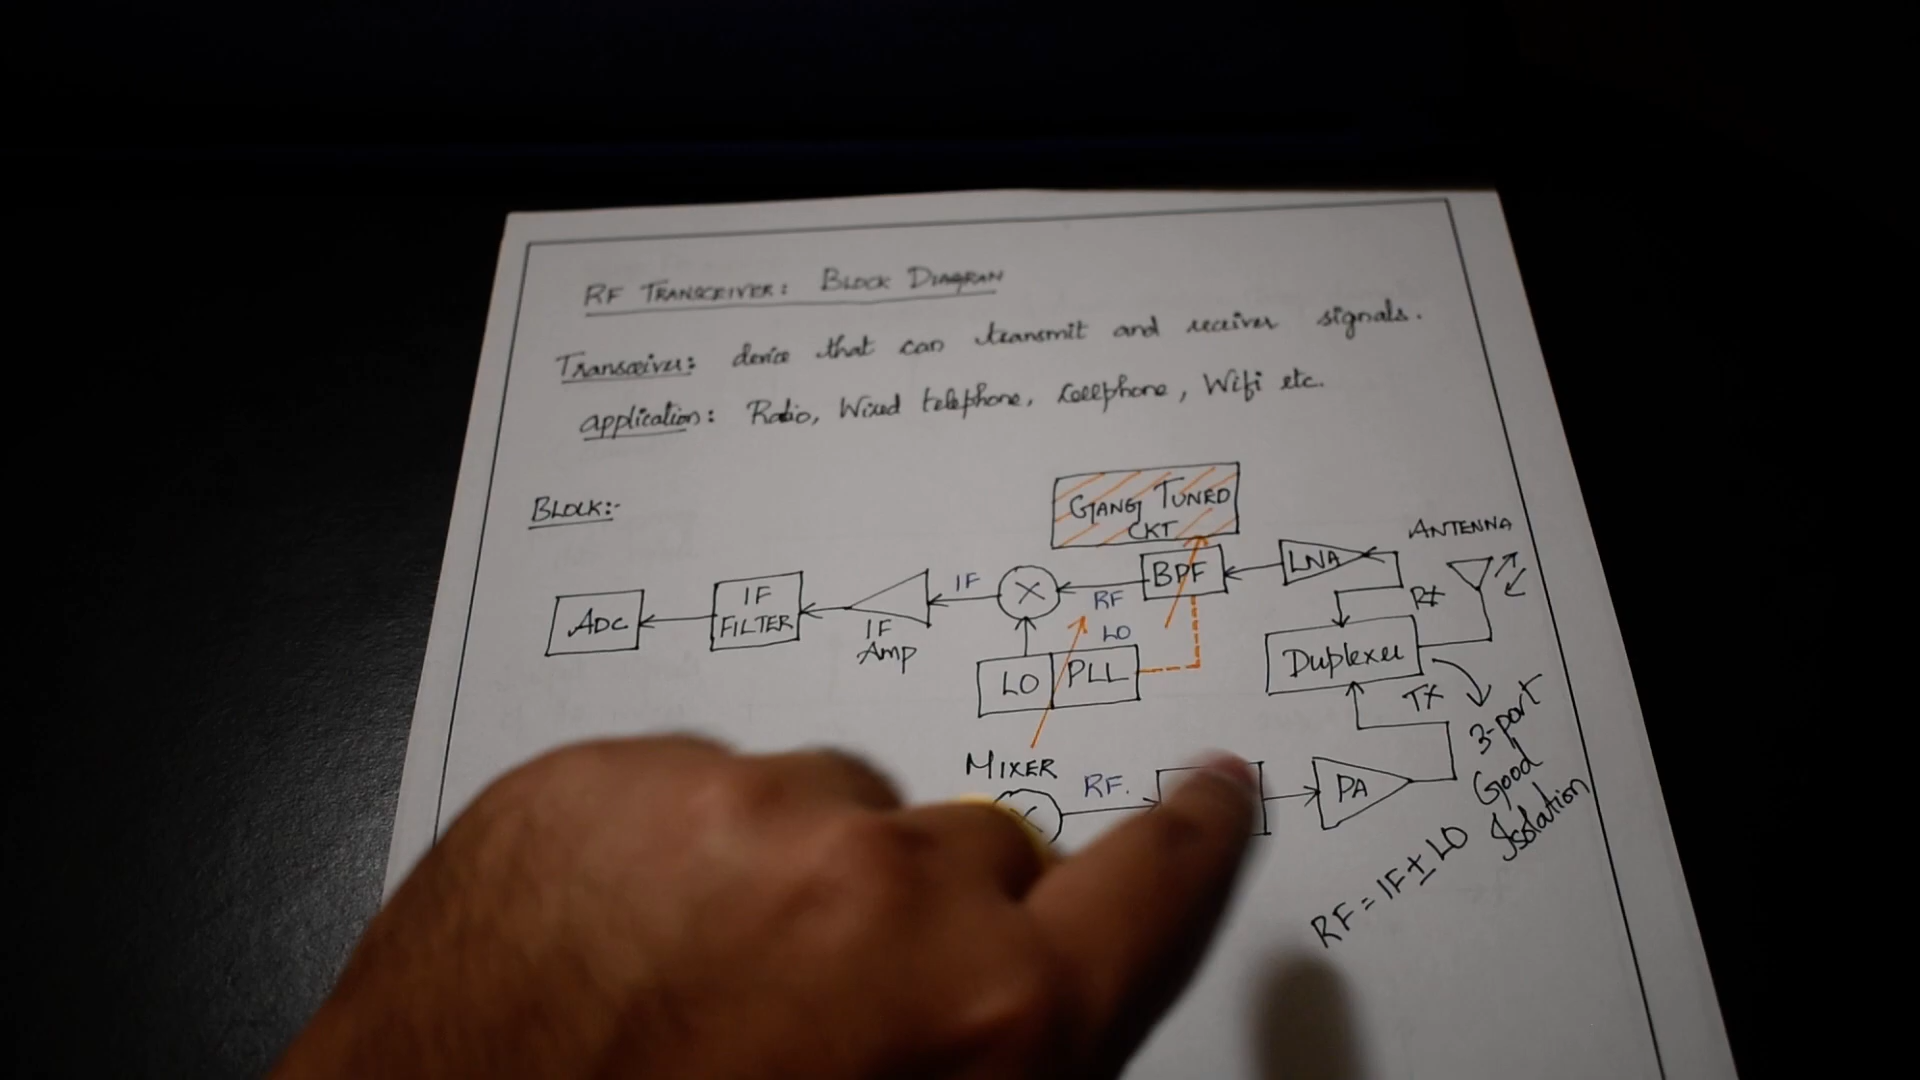 RF TRANSCEIVER: BLOCK DIAGRAM
Transceiver: device that can transmit and receiver signals.
application: Radio, Wired telephone, Cellphone, Wifi etc.
BLOCK:-
GANG TUNED
CKT
ANTENNA
ADC
IF
FILTER
IF
Amp
IF
X
RF
LO
BPF
LNA
RX
LO
PLL
Duplexer
TX
3-port
Good
Isolation
MIXER
RF.
PA
RF = IF ± LO